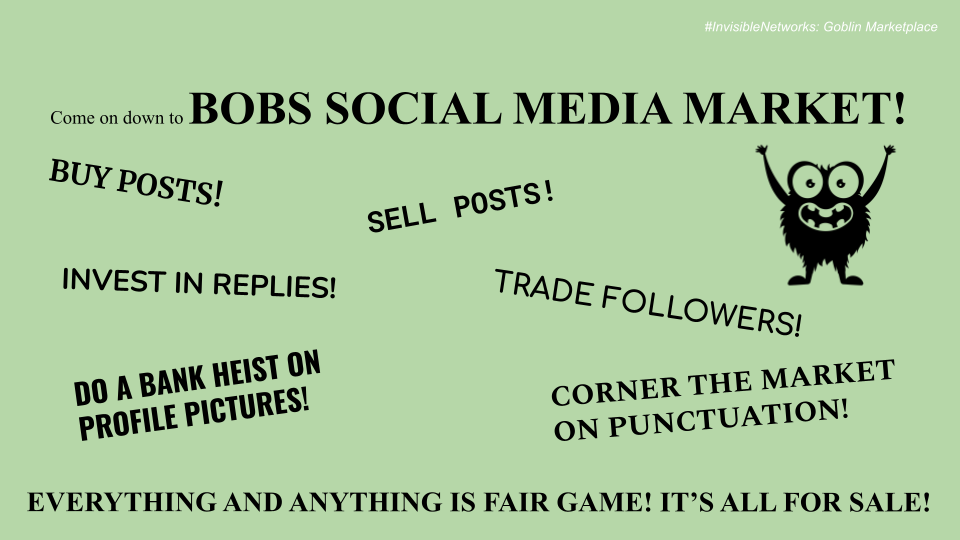 #InvisibleNetworks: Goblin Marketplace
Come on down to BOBS SOCIAL MEDIA MARKET!
BUY POSTS!
SELL POSTS!
INVEST IN REPLIES!
TRADE FOLLOWERS!
DO A BANK HEIST ON
PROFILE PICTURES!
CORNER THE MARKET
ON PUNCTUATION!
EVERYTHING AND ANYTHING IS FAIR GAME! IT’S ALL FOR SALE!